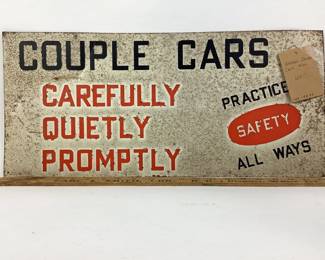 COUPLE CARS
CAREFULLY
QUIETLY
PROMPTLY
PRACTICE
SAFETY
ALL WAYS